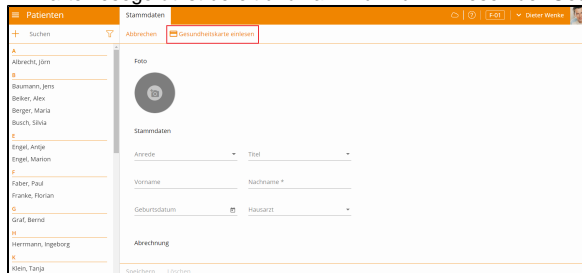 Patienten
Stammdaten
F-01
Dieter Wenke
Suchen
Abbrechen
Gesundheitskarte einlesen
A
Albrecht, Jörn
B
Baumann, Jens
Beiker, Alex
Berger, Maria
Busch, Silvia
E
Engel, Antje
Engel, Marion
F
Faber, Paul
Franke, Florian
G
Graf, Bernd
H
Herrmann, Ingeborg
K
Klein, Tanja
Foto
Stammdaten
Anrede
Titel
Vorname
Nachname *
Geburtsdatum
Hausarzt
Abrechnung
Speichern
Löschen